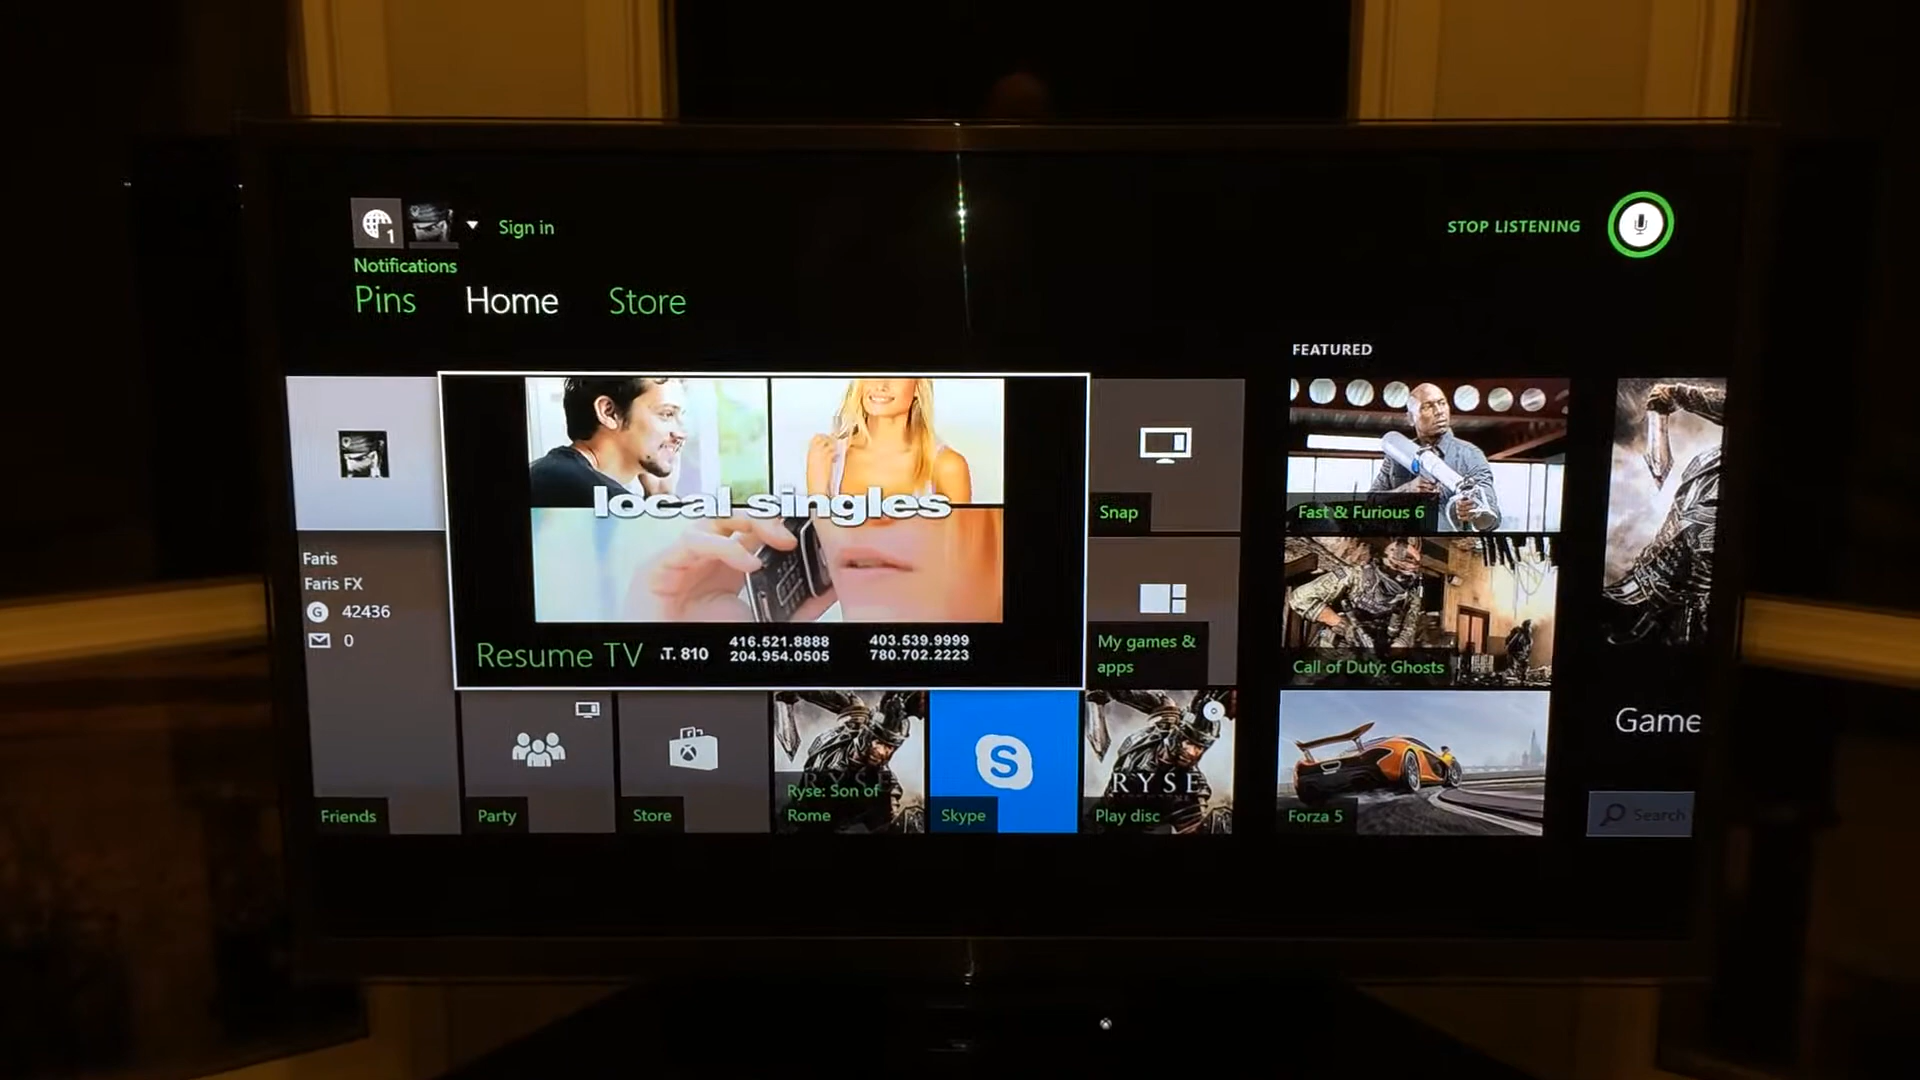 1
Sign in
Notifications
STOP LISTENING
Pins Home Store
FEATURED
local singles
Resume TV
.T. 810
416.521.8888
204.954.0505
403.539.9999
780.702.2223
Faris
Faris FX
G 42436
0
Snap
My games &
apps
Friends
Party
Store
RYSE
Ryse: Son of
Rome
S
Skype
RYSE
Play disc
Fast & Furious 6
Call of Duty: Ghosts
Forza 5
Game
Search